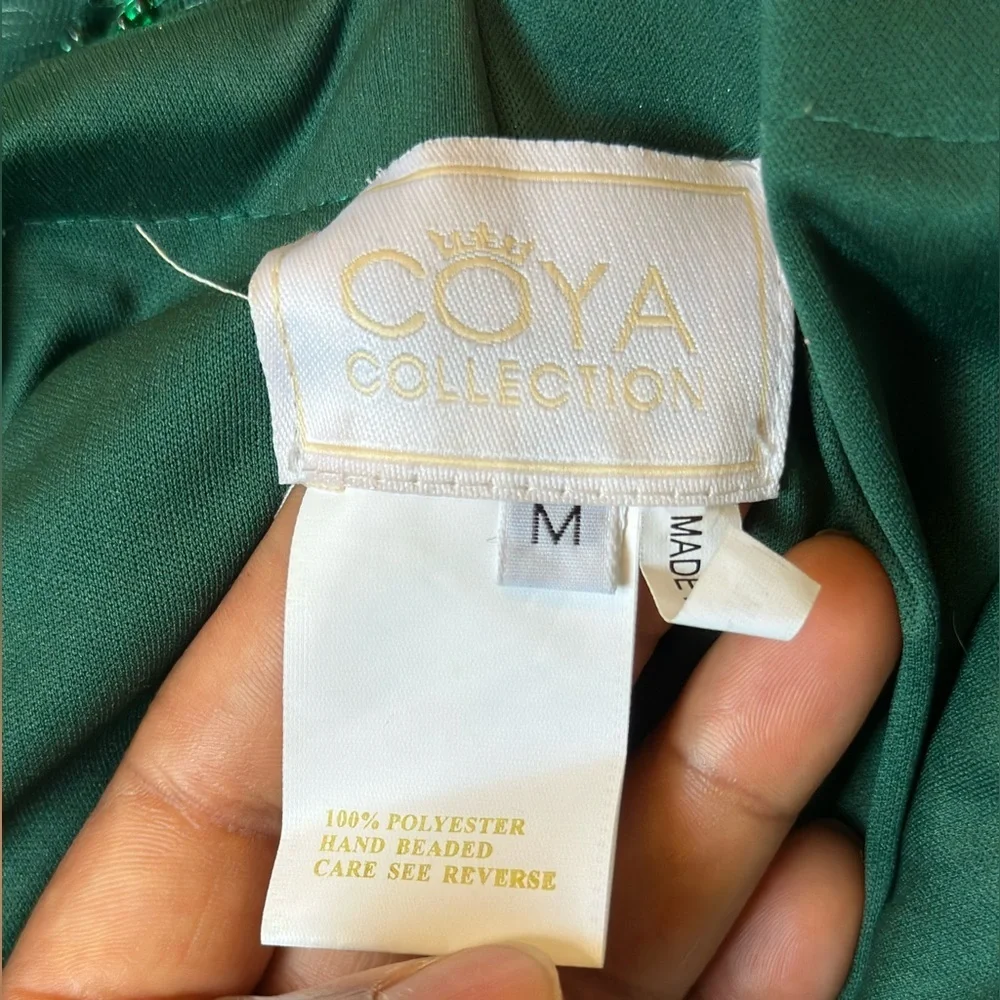 COYA
COLLECTION
M
MADE
100% POLYESTER
HAND BEADED
CARE SEE REVERSE